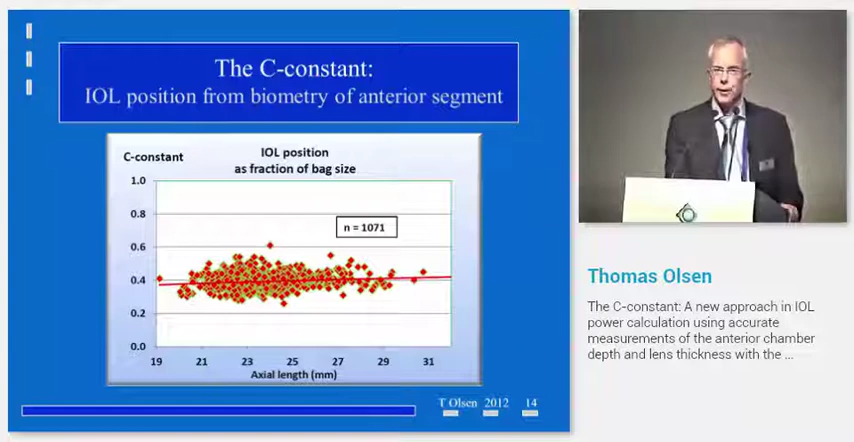 The C-constant:
IOL position from biometry of anterior segment
C-constant
IOL position
as fraction of bag size
n = 1071
1.0
0.8
0.6
0.4
0.2
0.0
19 21 23 25 27 29 31
Axial length (mm)
T Olsen 2012 14
Thomas Olsen
The C-constant: A new approach in IOL
power calculation using accurate
measurements of the anterior chamber
depth and lens thickness with the ...